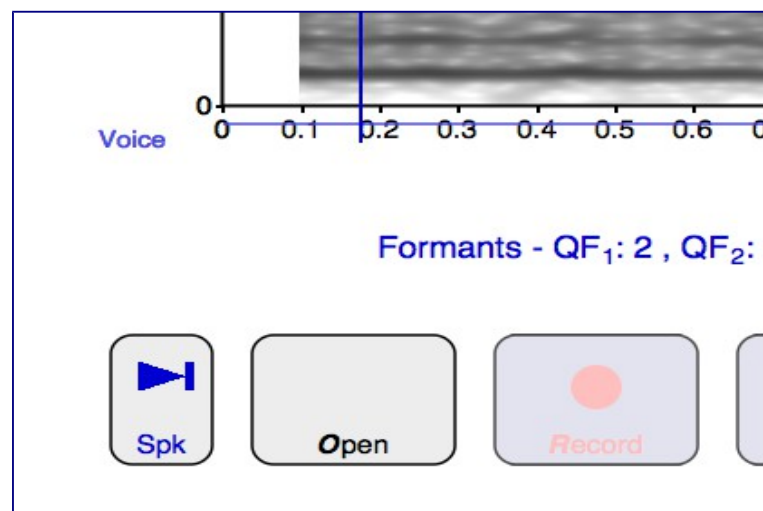 0
0 0.1 0.2 0.3 0.4 0.5 0.6
Voice
Formants - QF₁: 2 , QF₂:
Spk Open Record